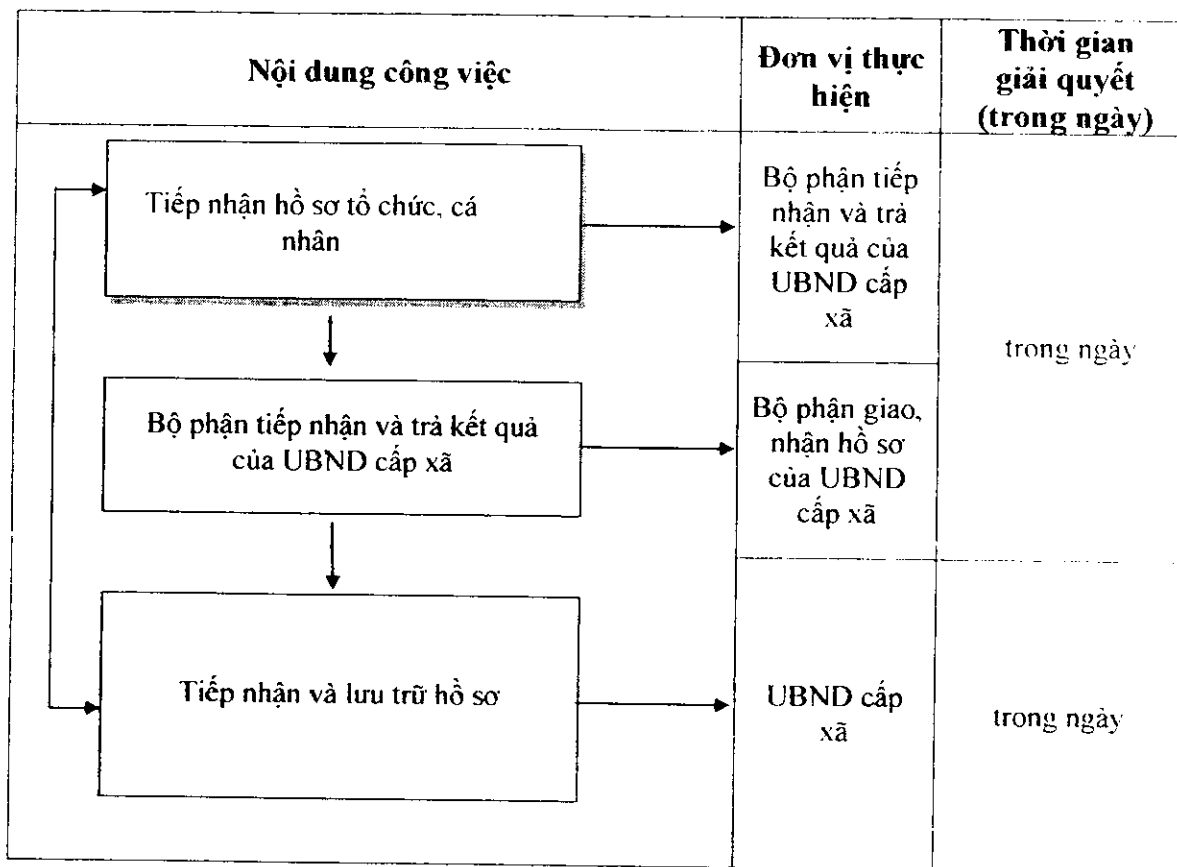 Nội dung công việc
Đơn vị thực
hiện
Thời gian
giải quyết
(trong ngày)
Tiếp nhận hồ sơ tổ chức, cá
nhân
Bộ phận tiếp
nhận và trả
kết quả của
UBND cấp
xã
trong ngày
Bộ phận tiếp nhận và trả kết quả
của UBND cấp xã
Bộ phận giao,
nhận hồ sơ
của UBND
cấp xã
Tiếp nhận và lưu trữ hồ sơ
UBND cấp
xã
trong ngày